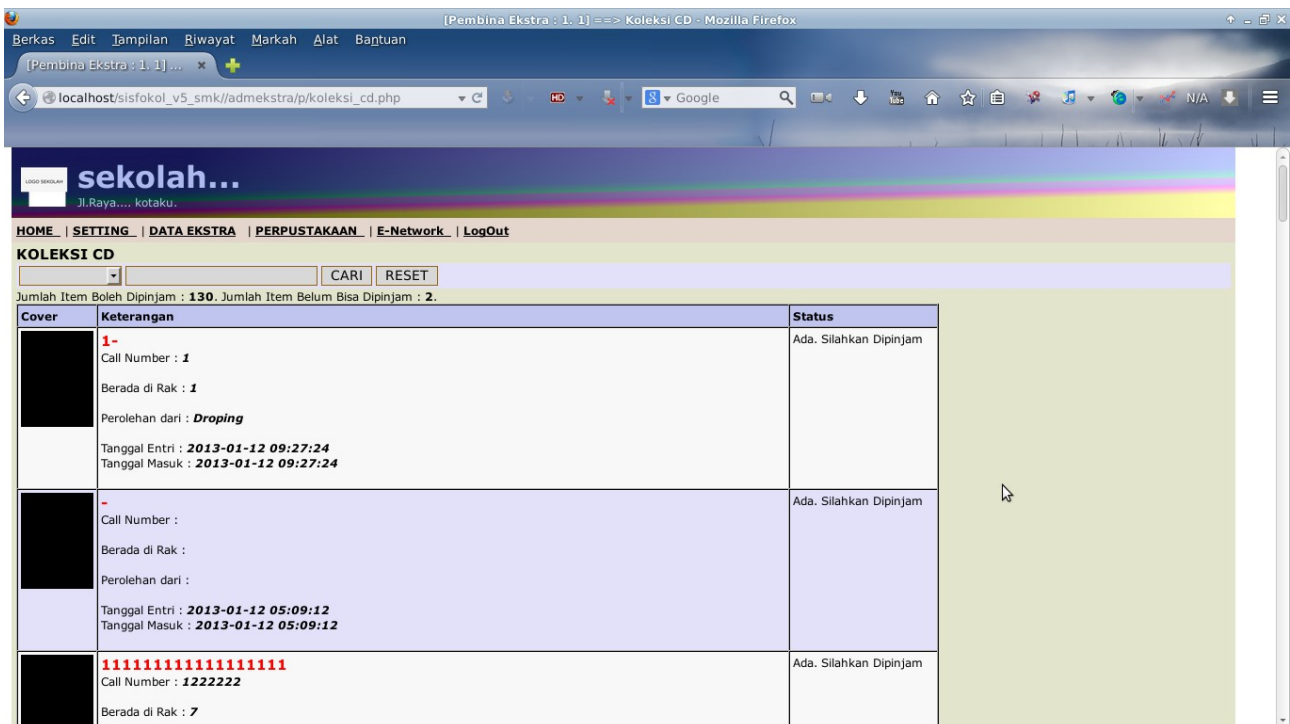 [Pembina Ekstra : 1. 1] ==> Koleksi CD - Mozilla Firefox
Berkas Edit Tampilan Riwayat Markah Alat Bantuan
[Pembina Ekstra : 1. 1] ...
localhost/sisfokol_v5_smk//admekstra/p/koleksi_cd.php
HD
8 Google
You Tube
N/A
LOGO SEKOLAH
sekolah...
Jl.Raya.... kotaku.
HOME | SETTING | DATA EKSTRA | PERPUSTAKAAN | E-Network | LogOut
KOLEKSI CD
CARI RESET
Jumlah Item Boleh Dipinjam : 130. Jumlah Item Belum Bisa Dipinjam : 2.
Cover Keterangan Status
1- Ada. Silahkan Dipinjam
Call Number : 1
Berada di Rak : 1
Perolehan dari : Droping
Tanggal Entri : 2013-01-12 09:27:24
Tanggal Masuk : 2013-01-12 09:27:24
- Ada. Silahkan Dipinjam
Call Number :
Berada di Rak :
Perolehan dari :
Tanggal Entri : 2013-01-12 05:09:12
Tanggal Masuk : 2013-01-12 05:09:12
11111111111111111 Ada. Silahkan Dipinjam
Call Number : 1222222
Berada di Rak : 7